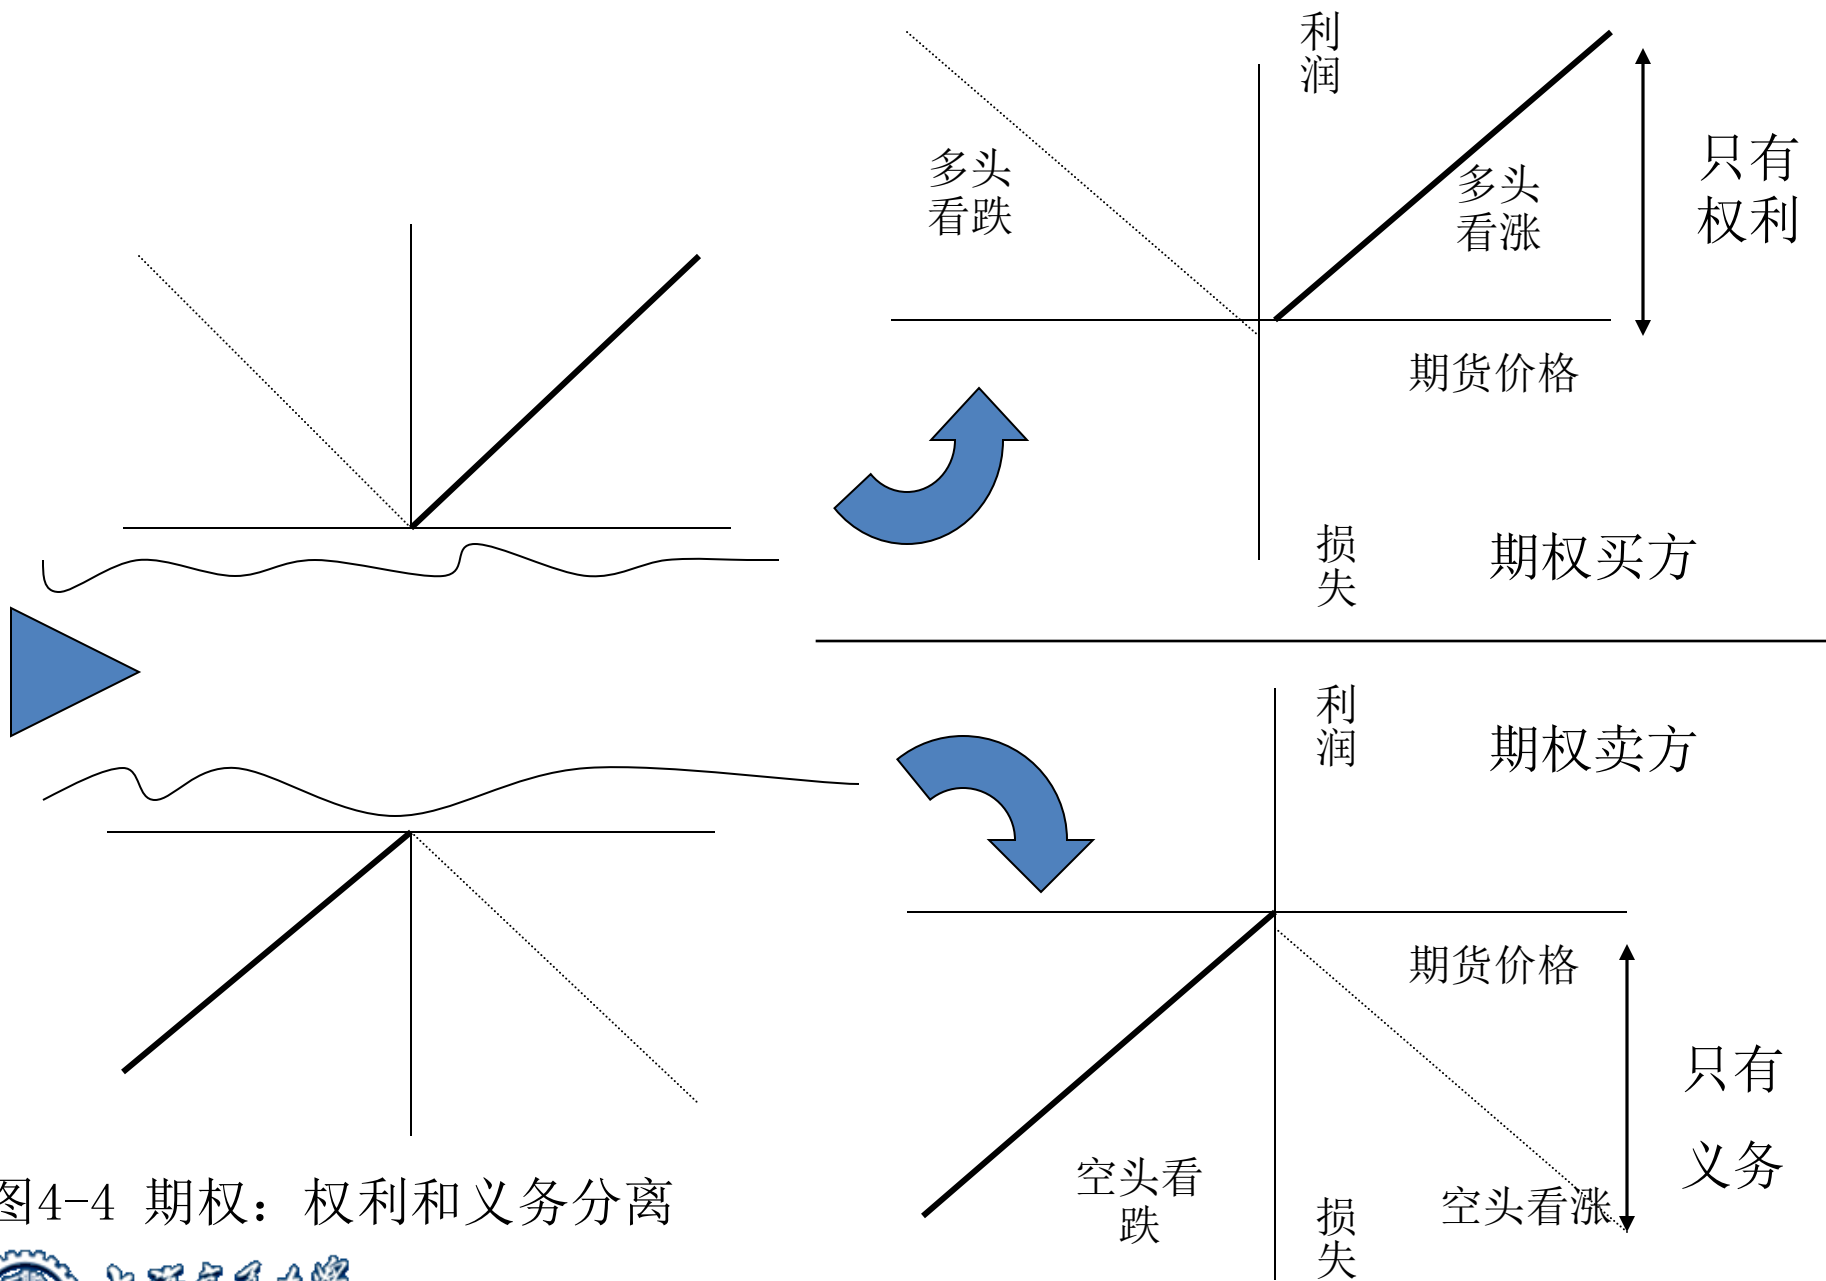 利
润
多头
看跌
多头
看涨
只有
权利
期货价格
损
失
期权买方
利
润
期权卖方
期货价格
只有
义务
空头看
跌
空头看涨
损
失
图4-4 期权：权利和义务分离